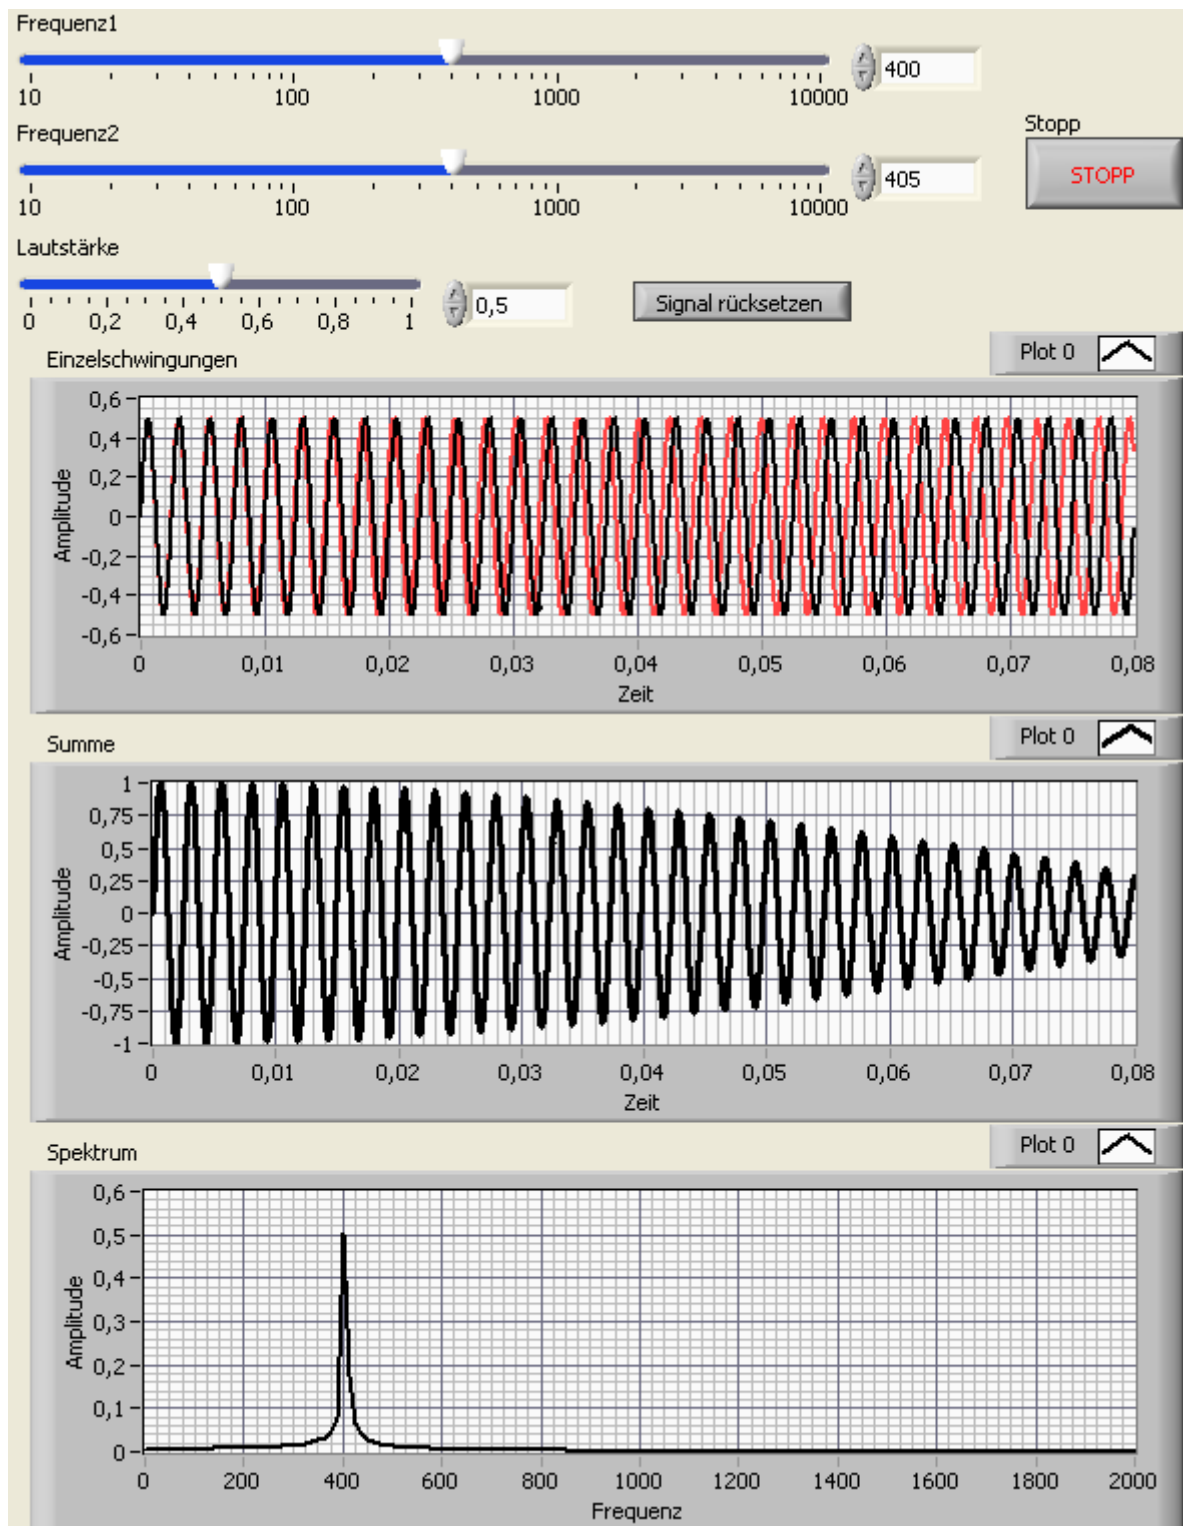 Frequenz1
10 100 1000 10000
400
Frequenz2
10 100 1000 10000
405
Stopp
STOPP
Lautstärke
0 0,2 0,4 0,6 0,8 1
0,5
Signal rücksetzen
Einzelschwingungen
Plot 0
Amplitude
0,6
0,4
0,2
0
-0,2
-0,4
-0,6
0 0,01 0,02 0,03 0,04 0,05 0,06 0,07 0,08
Zeit
Summe
Plot 0
Amplitude
1
0,75
0,5
0,25
0
-0,25
-0,5
-0,75
-1
0 0,01 0,02 0,03 0,04 0,05 0,06 0,07 0,08
Zeit
Spektrum
Plot 0
Amplitude
0,6
0,5
0,4
0,3
0,2
0,1
0
0 200 400 600 800 1000 1200 1400 1600 1800 2000
Frequenz